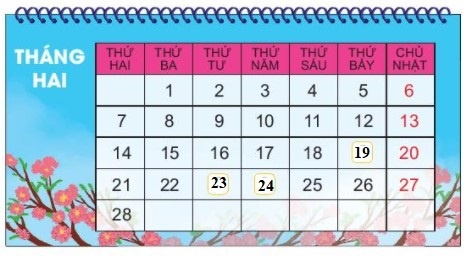 THÁNG
HAI
THỨ HAI THỨ BA THỨ TƯ THỨ NĂM THỨ SÁU THỨ BẢY CHỦ NHẬT
1 2 3 4 5 6
7 8 9 10 11 12 13
14 15 16 17 18 19 20
21 22 23 24 25 26 27
28